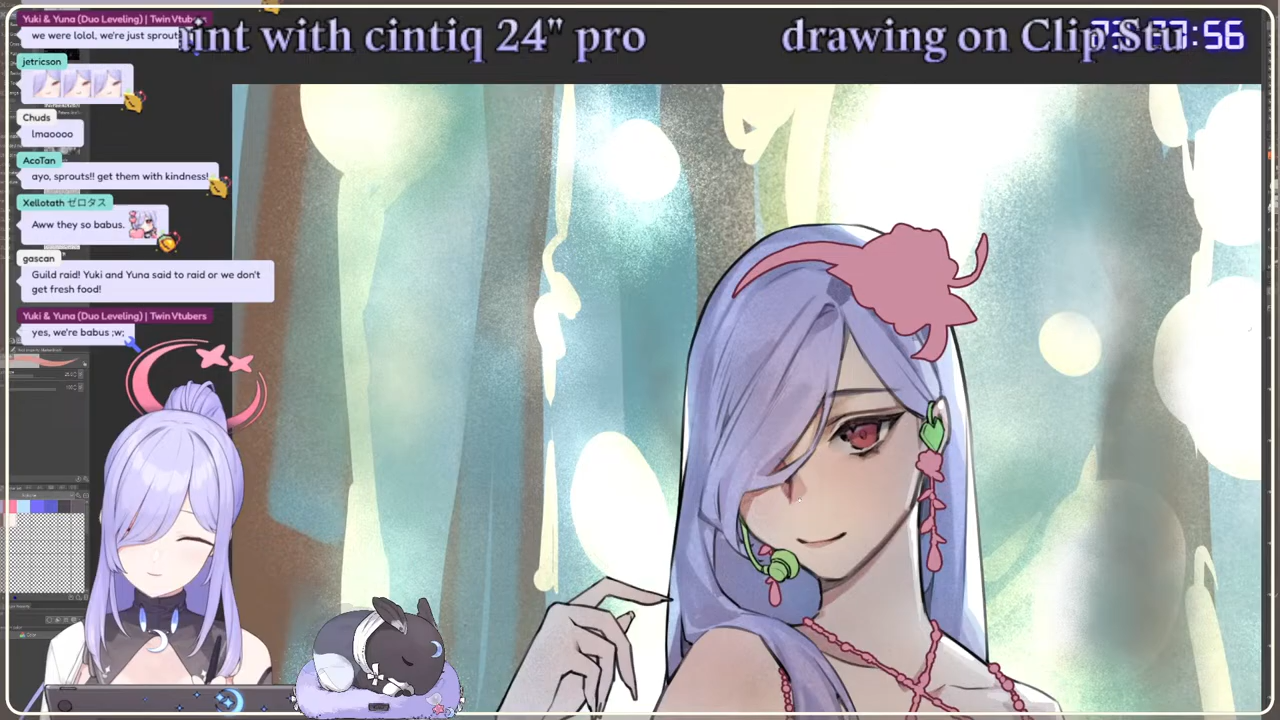 Yuki & Yuna (Duo Leveling) | Twin Vtubers
we were lolol, we're just sprout
int with cintiq 24" pro
drawing on Clip Stu
:56
jetricson
Chuds
lmaoooo
AcoTan
ayo, sprouts!! get them with kindness!
Xellotath ゼロタス
Aww they so babus.
gascan
Guild raid! Yuki and Yuna said to raid or we don't
get fresh food!
Yuki & Yuna (Duo Leveling) | Twin Vtubers
yes, we're babus ;w;